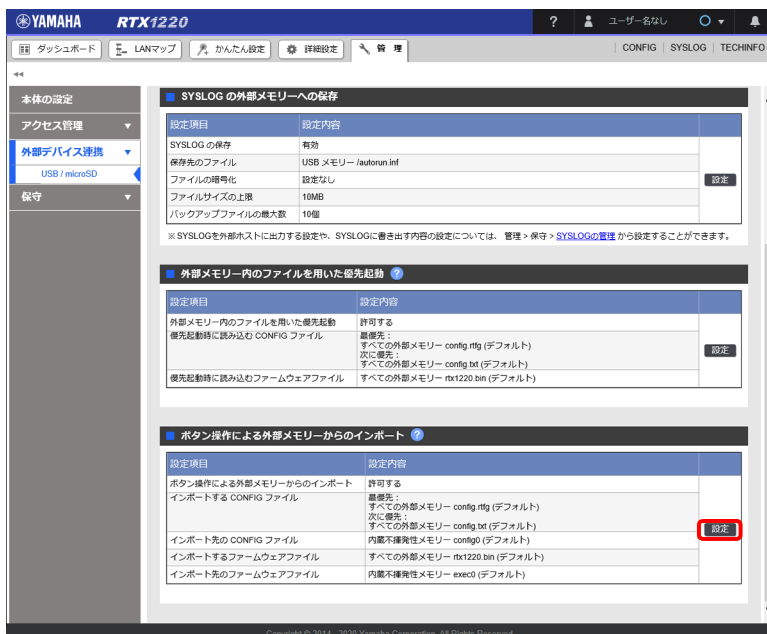 YAMAHA RTX1220 ? ユーザー名なし
ダッシュボード LANマップ かんたん設定 詳細設定 管 理 CONFIG SYSLOG TECHINFO
本体の設定
アクセス管理
外部デバイス連携
USB / microSD
保守
SYSLOG の外部メモリーへの保存
設定項目 設定内容
SYSLOG の保存 有効
保存先のファイル USB メモリー /autorun.inf
ファイルの暗号化 設定なし
設定
ファイルサイズの上限 10MB
バックアップファイルの最大数 10個
※ SYSLOGを外部ホストに出力する設定や、SYSLOGに書き出す内容の設定については、 管理 > 保守 > SYSLOGの管理 から設定することができます。
外部メモリー内のファイルを用いた優先起動 ?
設定項目 設定内容
外部メモリー内のファイルを用いた優先起動 許可する
優先起動時に読み込む CONFIG ファイル 最優先 :
すべての外部メモリー config.rtfg (デフォルト)
次に優先 :
すべての外部メモリー config.txt (デフォルト)
設定
優先起動時に読み込むファームウェアファイル すべての外部メモリー rtx1220.bin (デフォルト)
ボタン操作による外部メモリーからのインポート ?
設定項目 設定内容
ボタン操作による外部メモリーからのインポート 許可する
インポートする CONFIG ファイル 最優先 :
すべての外部メモリー config.rtfg (デフォルト)
次に優先 :
すべての外部メモリー config.txt (デフォルト)
設定
インポート先の CONFIG ファイル 内蔵不揮発性メモリー config0 (デフォルト)
インポートするファームウェアファイル すべての外部メモリー rtx1220.bin (デフォルト)
インポート先のファームウェアファイル 内蔵不揮発性メモリー exec0 (デフォルト)
Copyright © 2014 - 2020 Yamaha Corporation. All Rights Reserved.